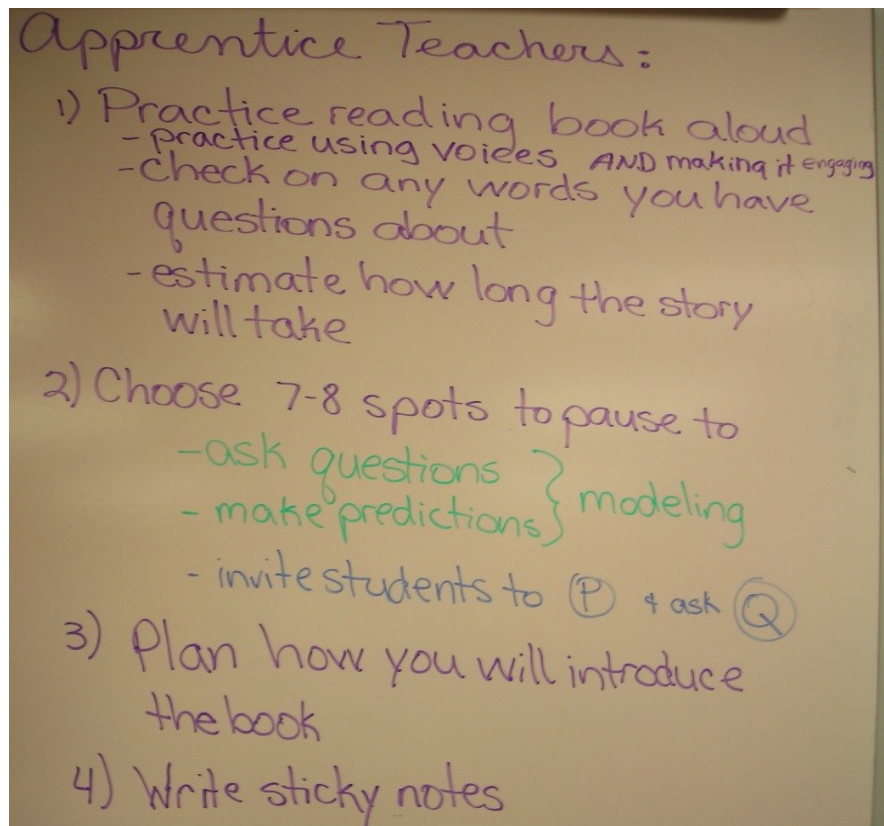 Apprentice Teachers:
1) Practice reading book aloud
- practice using voices AND making it engaging
- check on any words you have
questions about
- estimate how long the story
will take
2) Choose 7-8 spots to pause to
- ask questions
- make predictions } modeling
- invite students to P & ask Q
3) Plan how you will introduce
the book
4) Write sticky notes